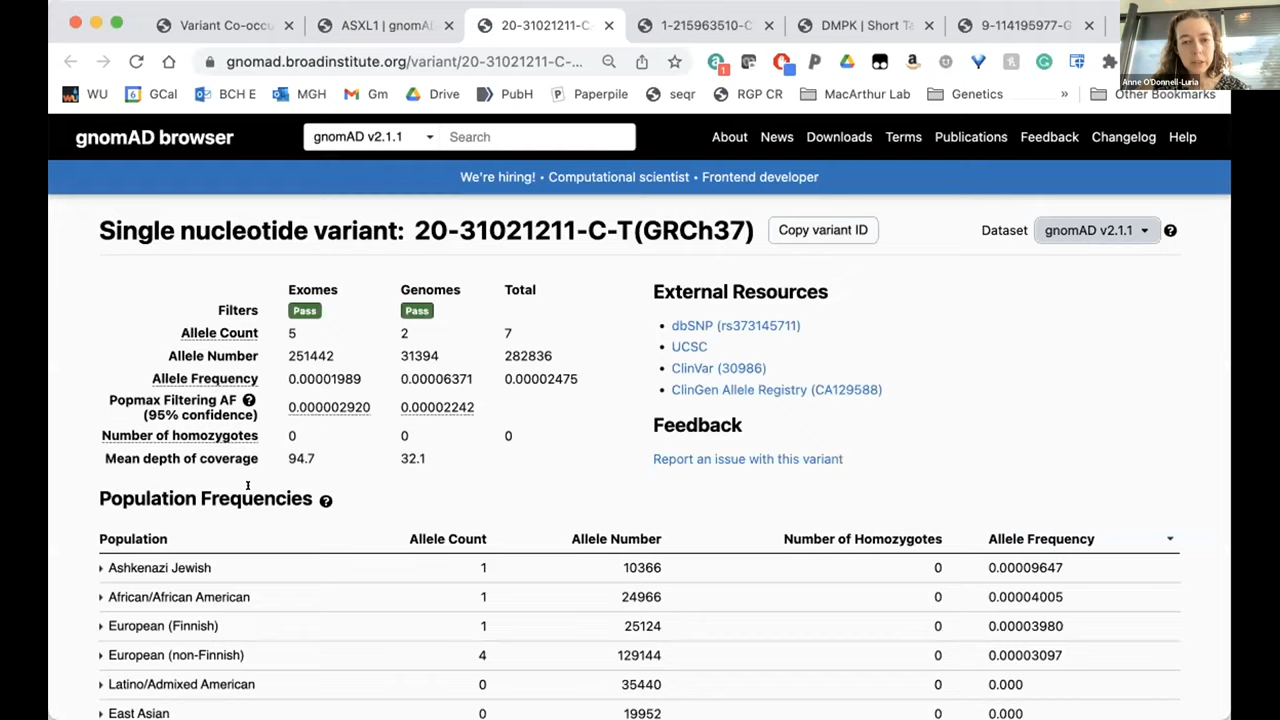 Variant Co-occu ASXL1 | gnomAD 20-31021211-C- 1-215963510-C DMPK | Short Ta 9-114195977-G
gnomad.broadinstitute.org/variant/20-31021211-C-... 1
Anne O'Donnell-Luria
WU GCal BCH E MGH Gm Drive PubH Paperpile seqr RGP CR MacArthur Lab Genetics » Other Bookmarks
gnomAD browser gnomAD v2.1.1 Search About News Downloads Terms Publications Feedback Changelog Help
We're hiring! • Computational scientist • Frontend developer
Single nucleotide variant: 20-31021211-C-T(GRCh37) Copy variant ID Dataset gnomAD v2.1.1 ?
Exomes Genomes Total
Filters Pass Pass
Allele Count 5 2 7
Allele Number 251442 31394 282836
Allele Frequency 0.00001989 0.00006371 0.00002475
Popmax Filtering AF ?
(95% confidence) 0.000002920 0.00002242
Number of homozygotes 0 0 0
Mean depth of coverage 94.7 32.1
External Resources
• dbSNP (rs373145711)
• UCSC
• ClinVar (30986)
• ClinGen Allele Registry (CA129588)
Feedback
Report an issue with this variant
Population Frequencies ?
Population Allele Count Allele Number Number of Homozygotes Allele Frequency
Ashkenazi Jewish 1 10366 0 0.00009647
African/African American 1 24966 0 0.00004005
European (Finnish) 1 25124 0 0.00003980
European (non-Finnish) 4 129144 0 0.00003097
Latino/Admixed American 0 35440 0 0.000
East Asian 0 19952 0 0.000